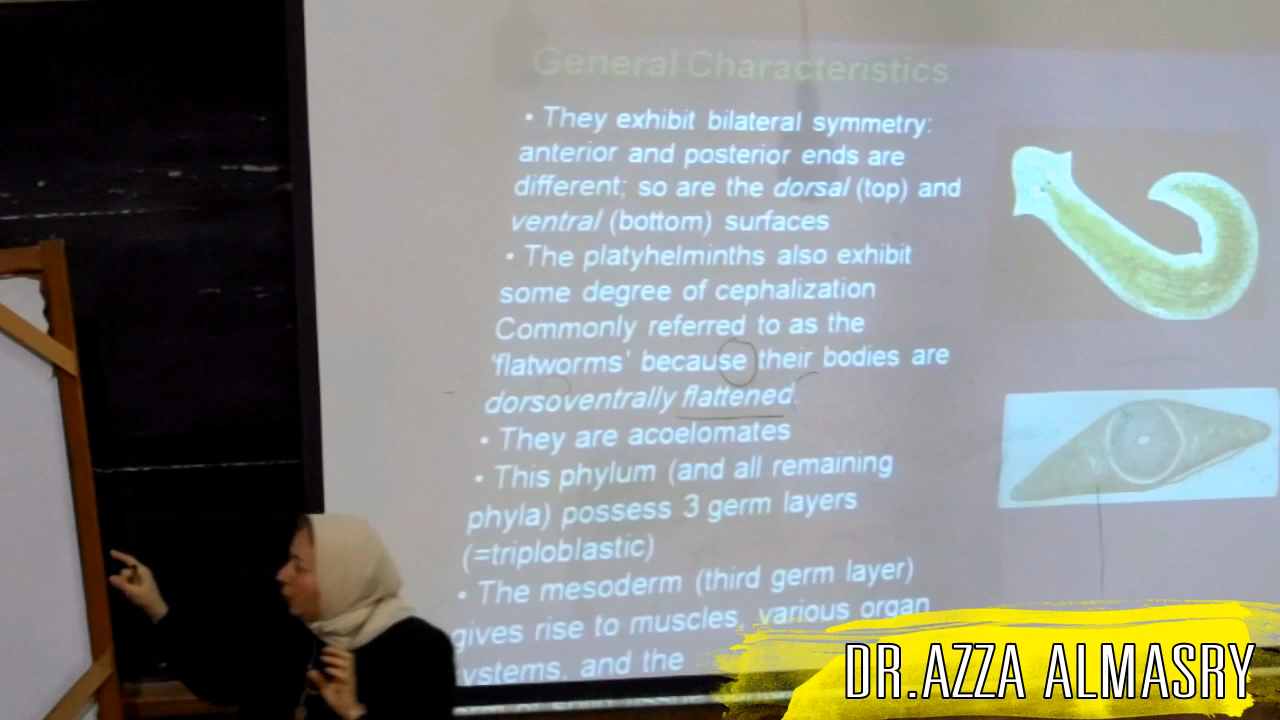 General Characteristics
• They exhibit bilateral symmetry:
anterior and posterior ends are
different; so are the dorsal (top) and
ventral (bottom) surfaces
• The platyhelminths also exhibit
some degree of cephalization
Commonly referred to as the
'flatworms' because their bodies are
dorsoventrally flattened.
• They are acoelomates
• This phylum (and all remaining
phyla) possess 3 germ layers
(=triploblastic)
• The mesoderm (third germ layer)
gives rise to muscles, various organ
ystems, and the
DR.AZZA ALMASRY